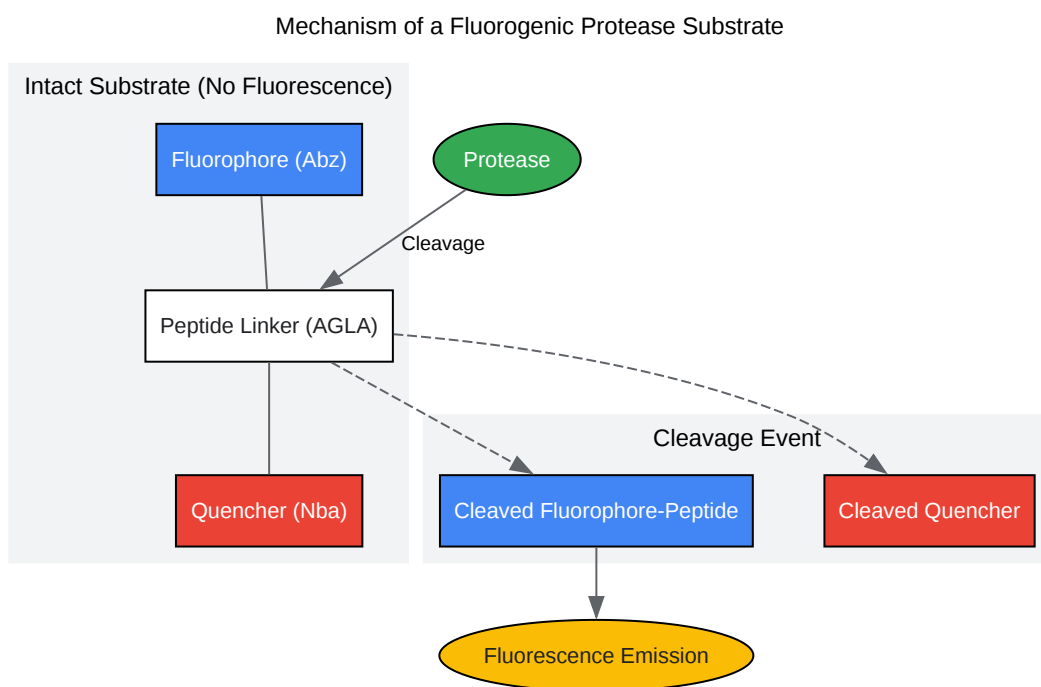 Mechanism of a Fluorogenic Protease Substrate
Intact Substrate (No Fluorescence)
Fluorophore (Abz)
Protease
Cleavage
Peptide Linker (AGLA)
Cleavage Event
Quencher (Nba)
Cleaved Fluorophore-Peptide
Cleaved Quencher
Fluorescence Emission